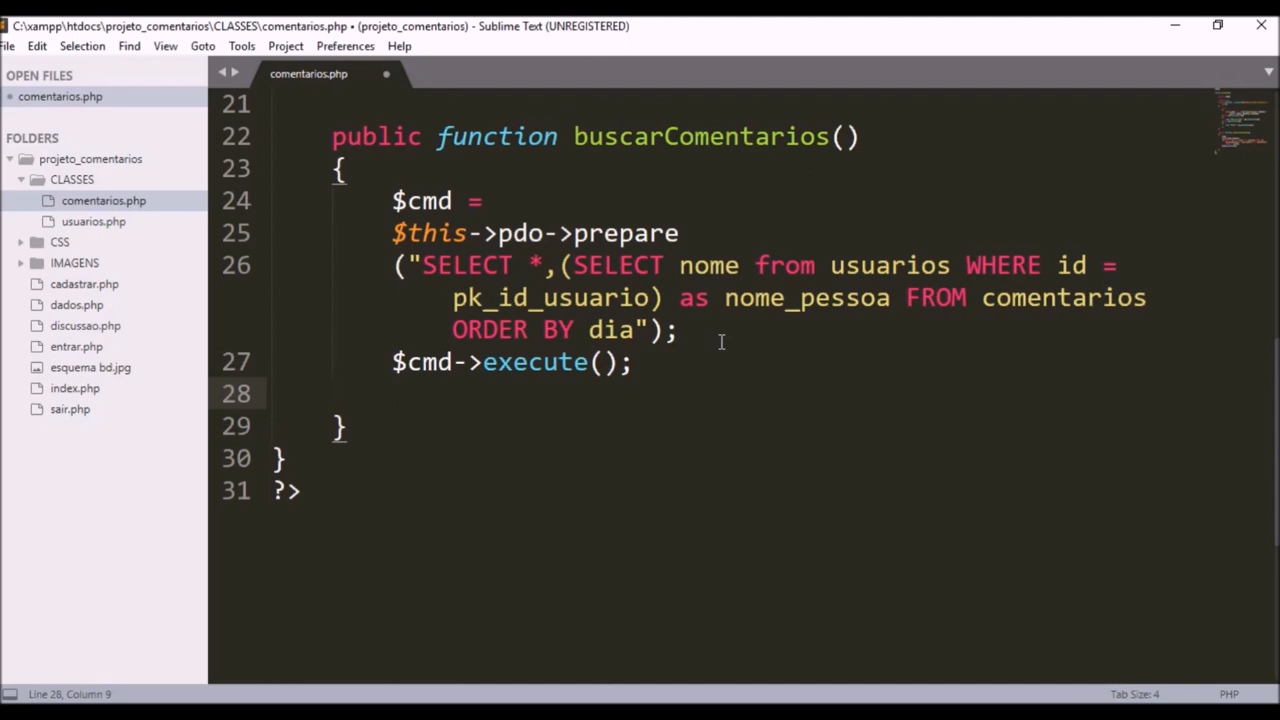 C:\xampp\htdocs\projeto_comentarios\CLASSES\comentarios.php • (projeto_comentarios) - Sublime Text (UNREGISTERED)
File Edit Selection Find View Goto Tools Project Preferences Help
OPEN FILES
comentarios.php
FOLDERS
projeto_comentarios
CLASSES
comentarios.php
usuarios.php
CSS
IMAGENS
cadastrar.php
dados.php
discussao.php
entrar.php
esquema bd.jpg
index.php
sair.php
comentarios.php
21
22 public function buscarComentarios()
23 {
24 $cmd =
25 $this->pdo->prepare
26 ("SELECT *,(SELECT nome from usuarios WHERE id =
pk_id_usuario) as nome_pessoa FROM comentarios
ORDER BY dia");
27 $cmd->execute();
28
29 }
30 }
31 ?>
Line 28, Column 9 Tab Size: 4 PHP